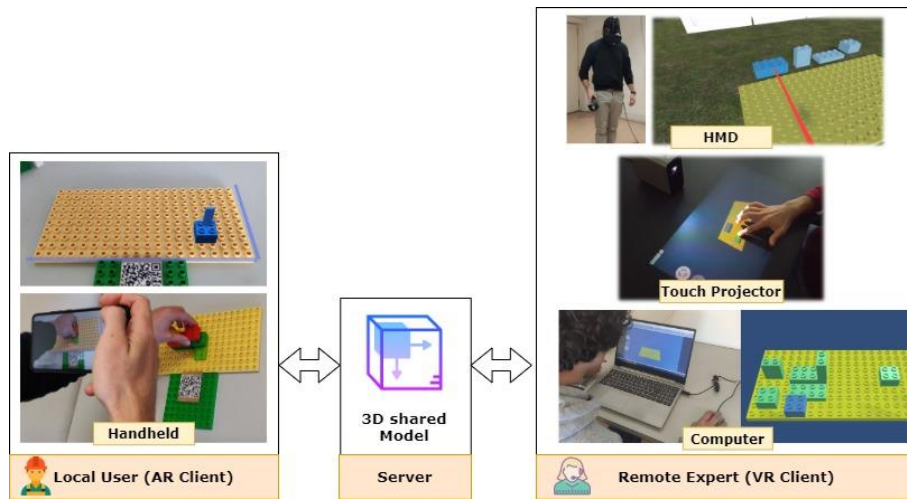 Handheld
Local User (AR Client)
3D shared
Model
Server
HMD
Touch Projector
Computer
Remote Expert (VR Client)